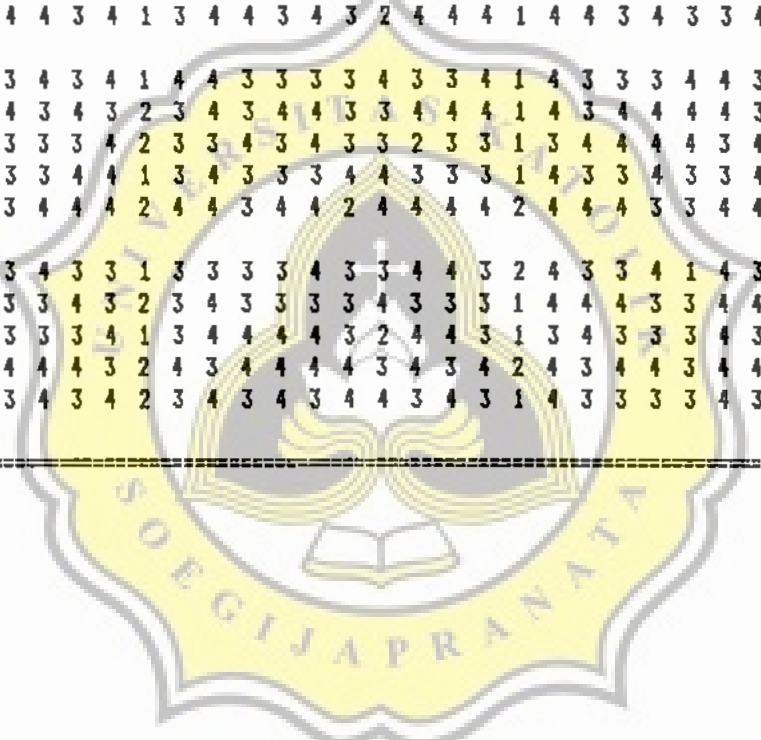 4 4 3 4 1 3 4 4 3 4 3 2 4 4 4 1 4 4 3 4 3 3 4
3 4 3 4 1 4 4 3 3 3 3 4 3 3 4 1 4 3 3 3 4 4 3
4 3 4 3 2 3 4 3 4 4 3 3 4 4 4 1 4 3 4 4 4 4 3
3 3 3 4 2 3 3 4 3 4 3 3 2 3 3 1 3 4 4 4 4 3 4
3 3 4 4 1 3 4 3 3 3 4 4 3 3 3 1 4 3 3 4 3 3 4
3 4 4 4 2 4 4 3 4 4 2 4 4 4 4 2 4 4 4 3 3 4 4
3 4 3 3 1 3 3 3 3 4 3 3 4 4 3 2 4 3 3 4 1 4 3
3 3 4 3 2 3 4 3 3 3 3 4 3 3 3 1 4 4 4 3 3 4 4
3 3 3 4 1 3 4 4 4 4 3 2 4 4 3 1 3 4 3 3 3 4 3
4 4 4 3 2 4 3 4 4 4 4 3 4 3 4 2 4 3 4 4 3 4 4
3 4 3 4 2 3 4 3 4 3 4 4 3 4 3 1 4 3 3 3 3 4 3
UNIVERSITAS KATOLIK
SOEGIJAPRANATA